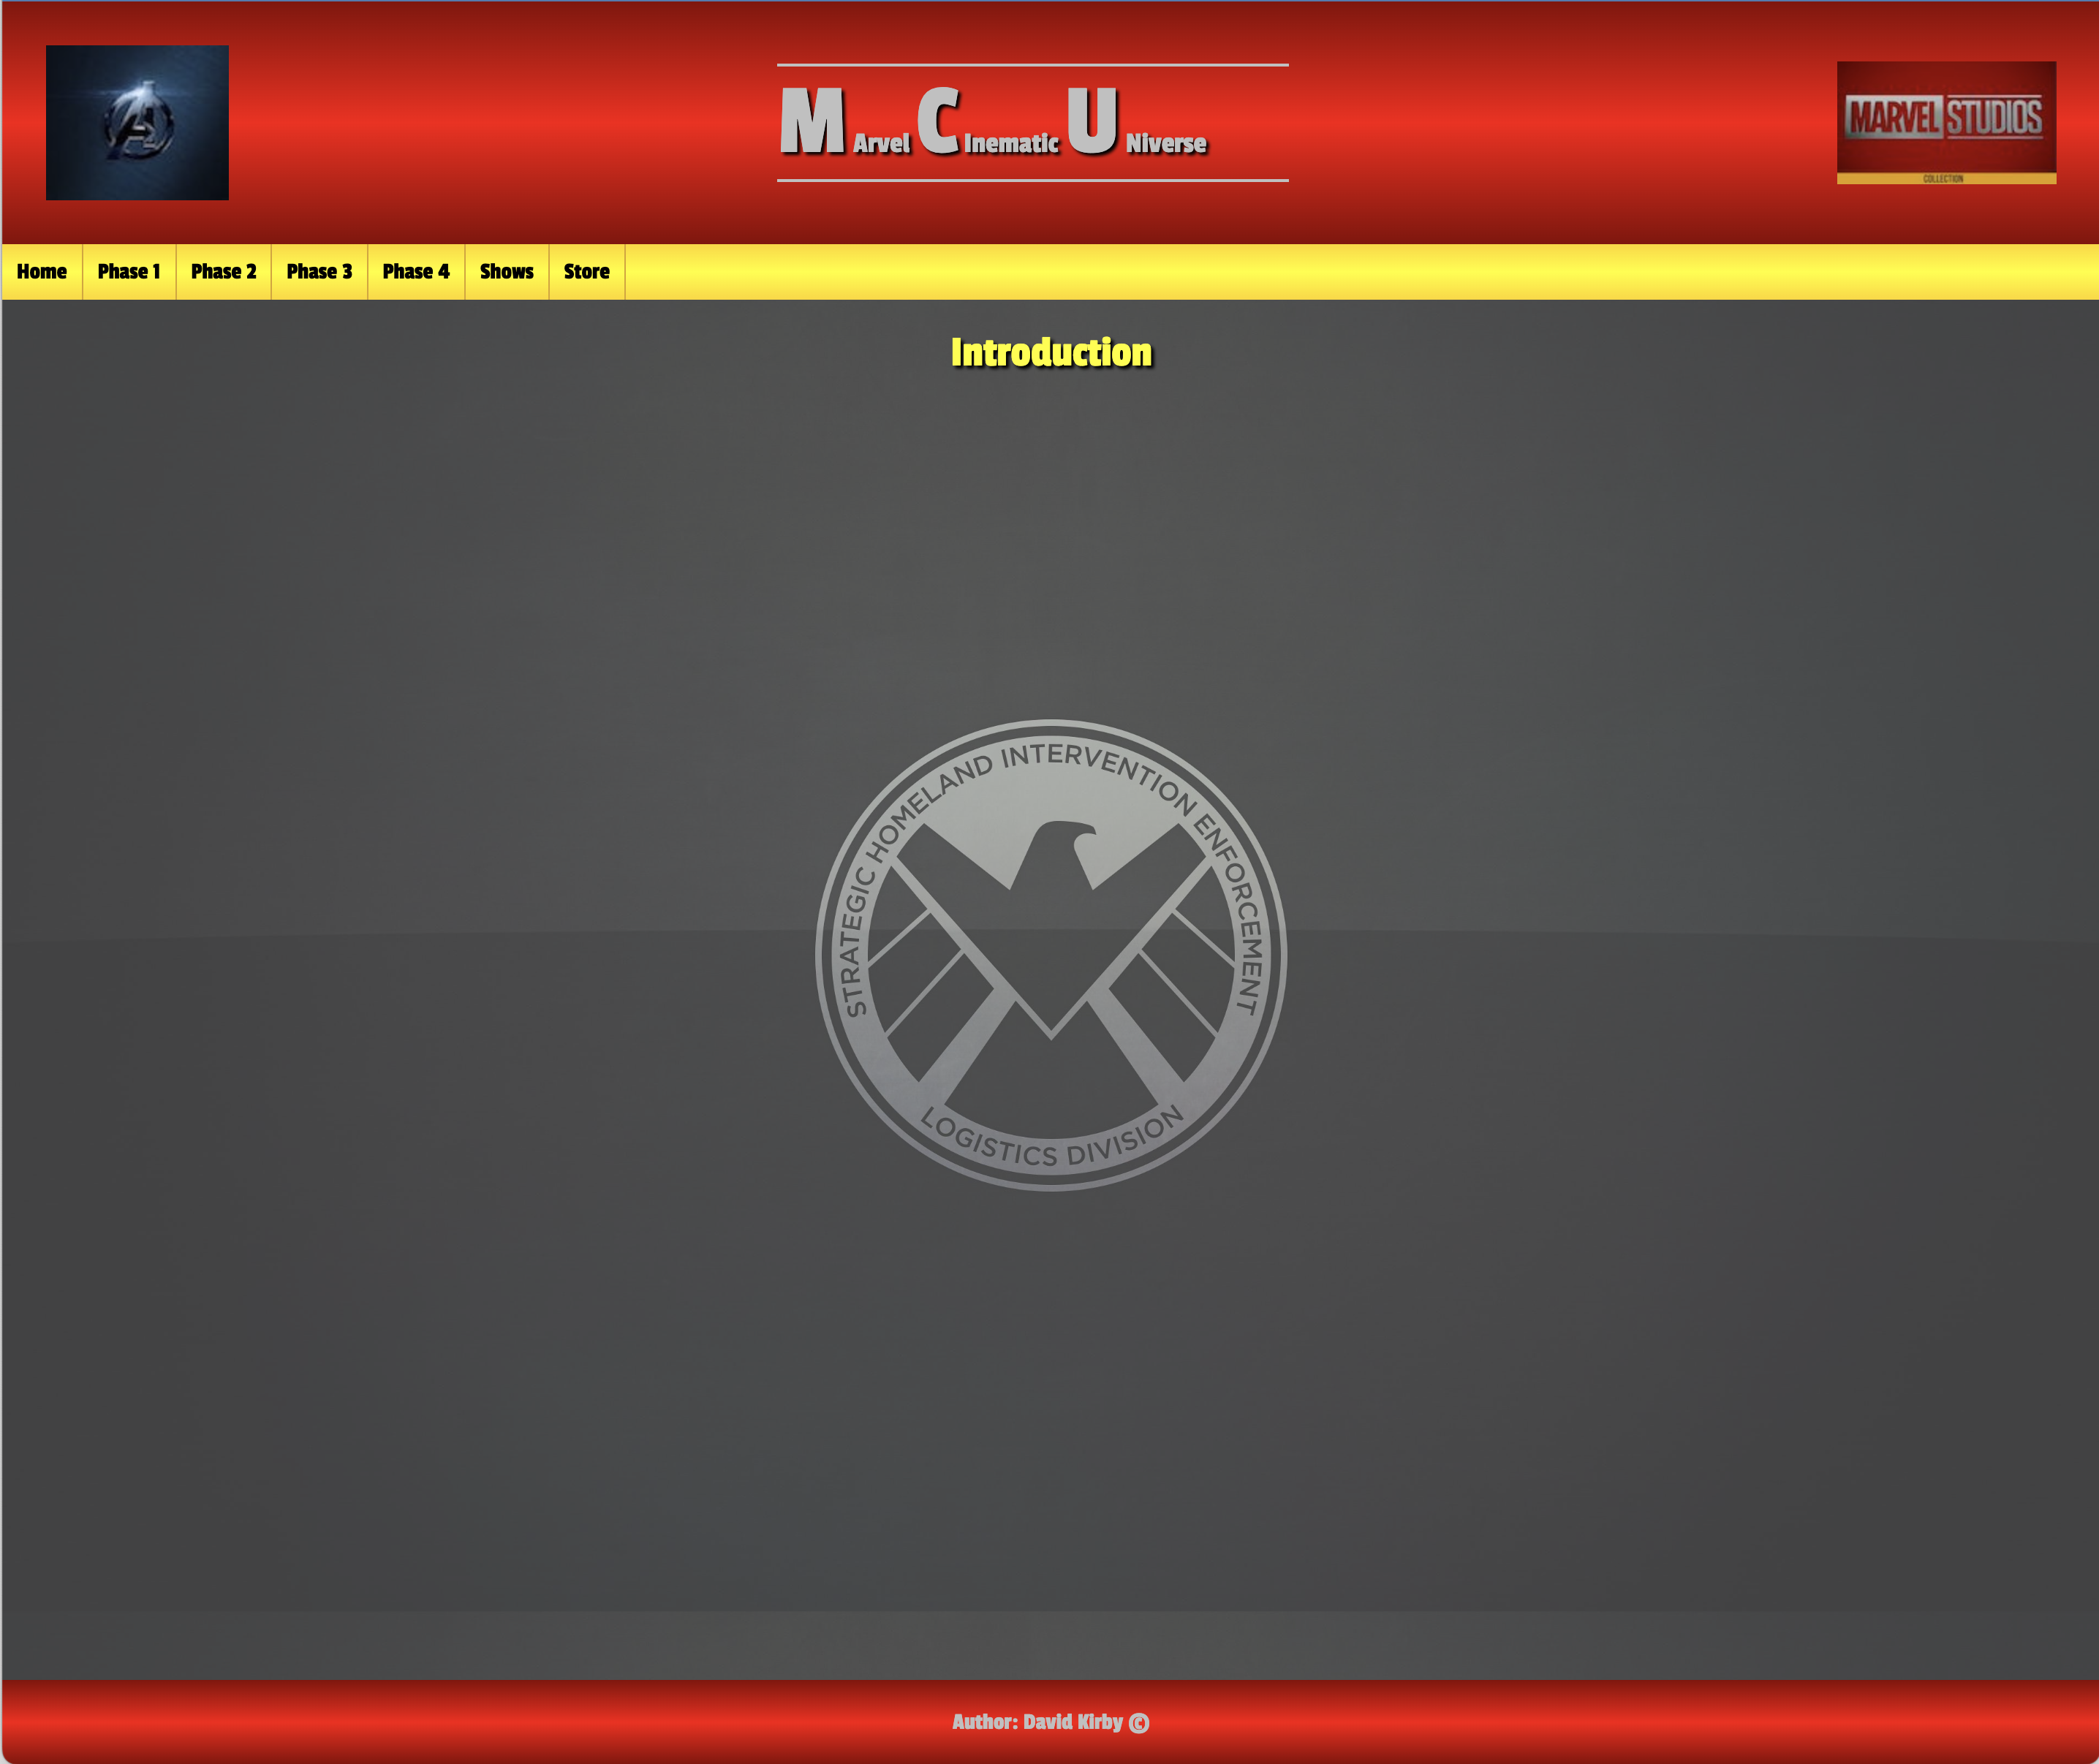 M Arvel C Inematic U Niverse
MARVEL STUDIOS
COLLECTION
Home Phase 1 Phase 2 Phase 3 Phase 4 Shows Store
Introduction
STRATEGIC HOMELAND INTERVENTION ENFORCEMENT
LOGISTICS DIVISION
Author: David Kirby ©